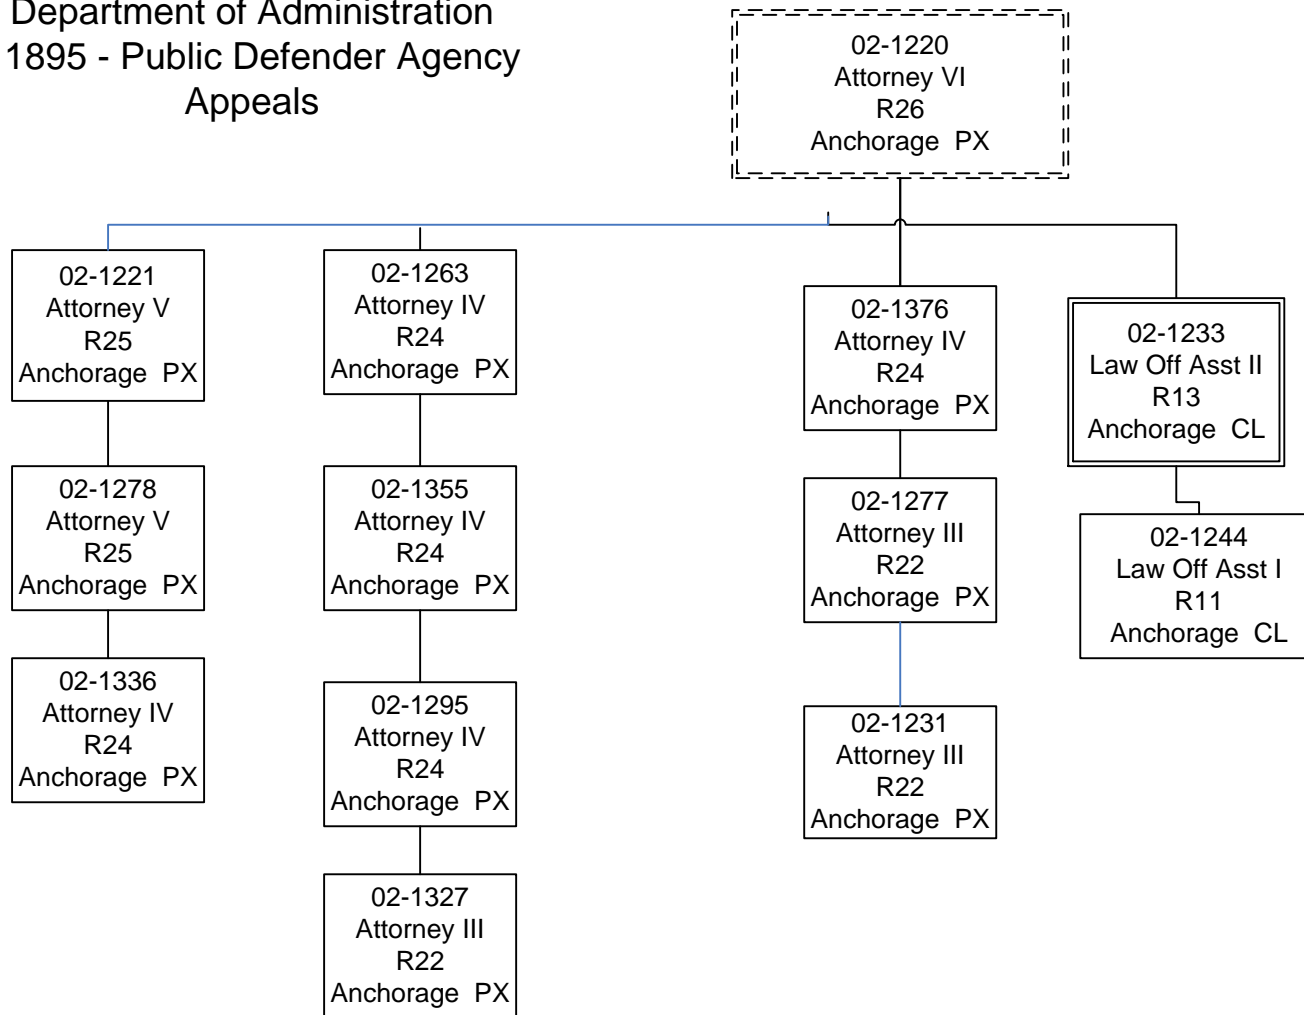 Department of Administration
1895 - Public Defender Agency
Appeals
02-1220
Attorney VI
R26
Anchorage PX
02-1221
Attorney V
R25
Anchorage PX
02-1278
Attorney V
R25
Anchorage PX
02-1336
Attorney IV
R24
Anchorage PX
02-1263
Attorney IV
R24
Anchorage PX
02-1355
Attorney IV
R24
Anchorage PX
02-1295
Attorney IV
R24
Anchorage PX
02-1327
Attorney III
R22
Anchorage PX
02-1376
Attorney IV
R24
Anchorage PX
02-1277
Attorney III
R22
Anchorage PX
02-1231
Attorney III
R22
Anchorage PX
02-1233
Law Off Asst II
R13
Anchorage CL
02-1244
Law Off Asst I
R11
Anchorage CL